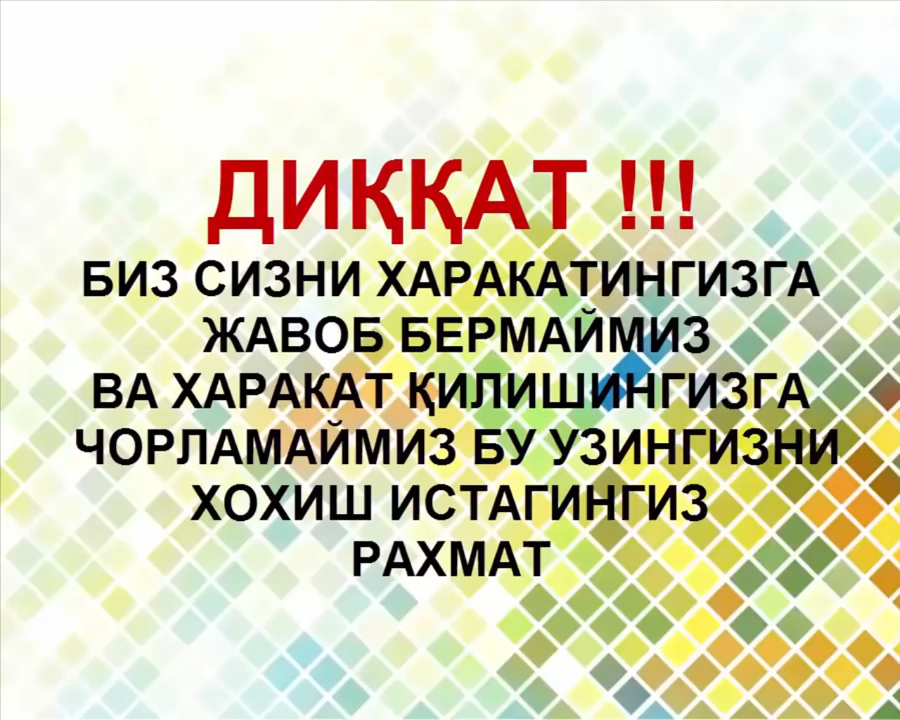 ДИҚҚАТ !!!
БИЗ СИЗНИ ХАРАКАТИНГИЗГА
ЖАВОБ БЕРМАЙМИЗ
ВА ХАРАКАТ ҚИЛИШИНГИЗГА
ЧОРЛАМАЙМИЗ БУ УЗИНГИЗНИ
ХОХИШ ИСТАГИНГИЗ
РАХМАТ